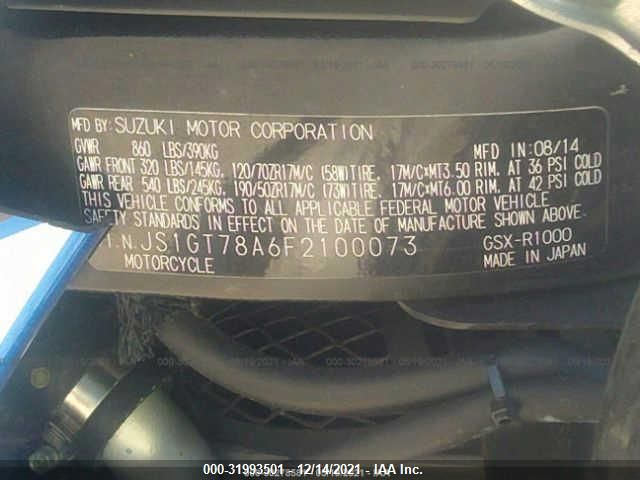 MFD BY: SUZUKI MOTOR CORPORATION MFD IN: 08/14
GVWR 860 LBS/390KG
GAWR FRONT 320 LBS/145KG, 120/70ZR17M/C (58W)TIRE, 17M/C×MT3.50 RIM, AT 36 PSI COLD
GAWR REAR 540 LBS/245KG, 190/50ZR17M/C (73W)TIRE, 17M/C×MT6.00 RIM, AT 42 PSI COLD
THIS VEHICLE CONFORMS TO ALL APPLICABLE FEDERAL MOTOR VEHICLE
SAFETY STANDARDS IN EFFECT ON THE DATE OF MANUFACTURE SHOWN ABOVE.
I.N. JS1GT78A6F2100073 GSX-R1000
MOTORCYCLE MADE IN JAPAN
000-31993501 - 12/14/2021 - IAA Inc.